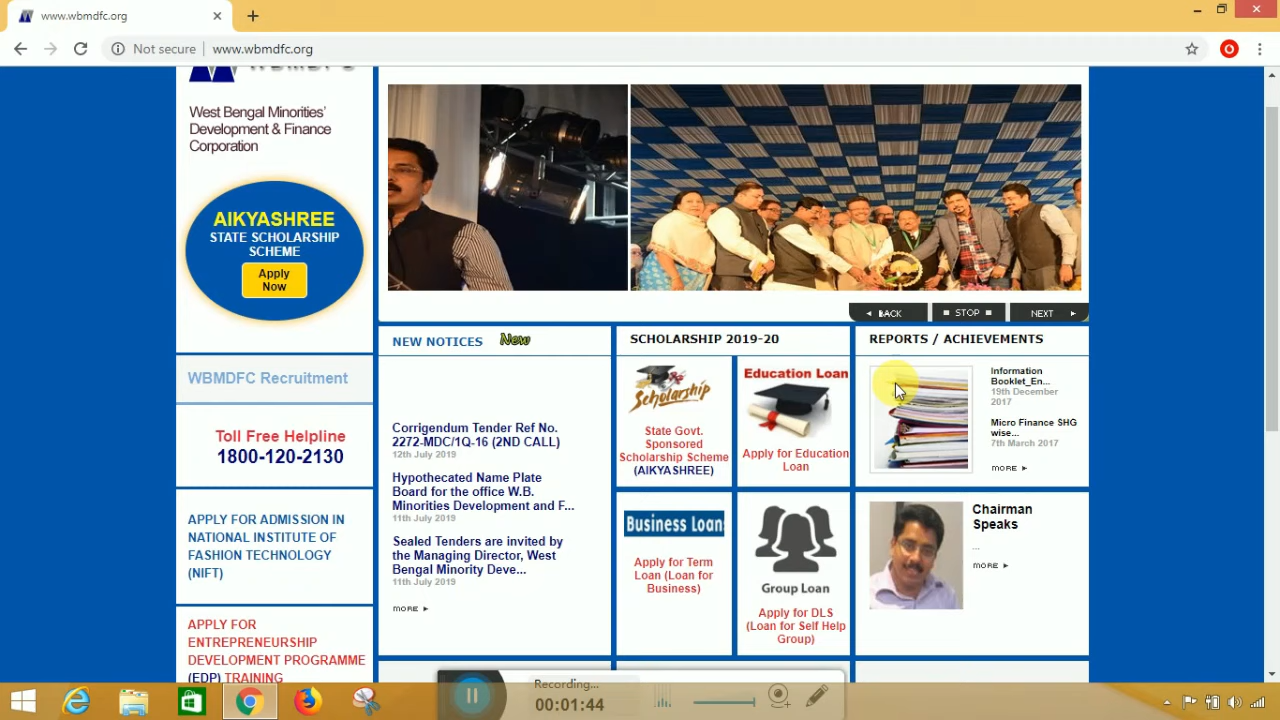 www.wbmdfc.org
Not secure
www.wbmdfc.org
West Bengal Minorities'
Development & Finance
Corporation
AIKYASHREE
STATE SCHOLARSHIP
SCHEME
Apply
Now
WBMDFC Recruitment
Toll Free Helpline
1800-120-2130
APPLY FOR ADMISSION IN
NATIONAL INSTITUTE OF
FASHION TECHNOLOGY
(NIFT)
APPLY FOR
ENTREPRENEURSHIP
DEVELOPMENT PROGRAMME
(EDP) TRAINING
BACK
STOP
NEXT
NEW NOTICES New
Corrigendum Tender Ref No.
2272-MDC/1Q-16 (2ND CALL)
12th July 2019
Hypothecated Name Plate
Board for the office W.B.
Minorities Development and F...
11th July 2019
Sealed Tenders are invited by
the Managing Director, West
Bengal Minority Deve...
11th July 2019
MORE
SCHOLARSHIP 2019-20
Scholarship
State Govt.
Sponsored
Scholarship Scheme
(AIKYASHREE)
Education Loan
Apply for Education
Loan
Business Loans
Apply for Term
Loan (Loan for
Business)
Group Loan
Apply for DLS
(Loan for Self Help
Group)
REPORTS / ACHIEVEMENTS
Information
Booklet_En...
19th December
2017
Micro Finance SHG
wise...
7th March 2017
MORE
Chairman
Speaks
...
MORE
Recording...
00:01:44